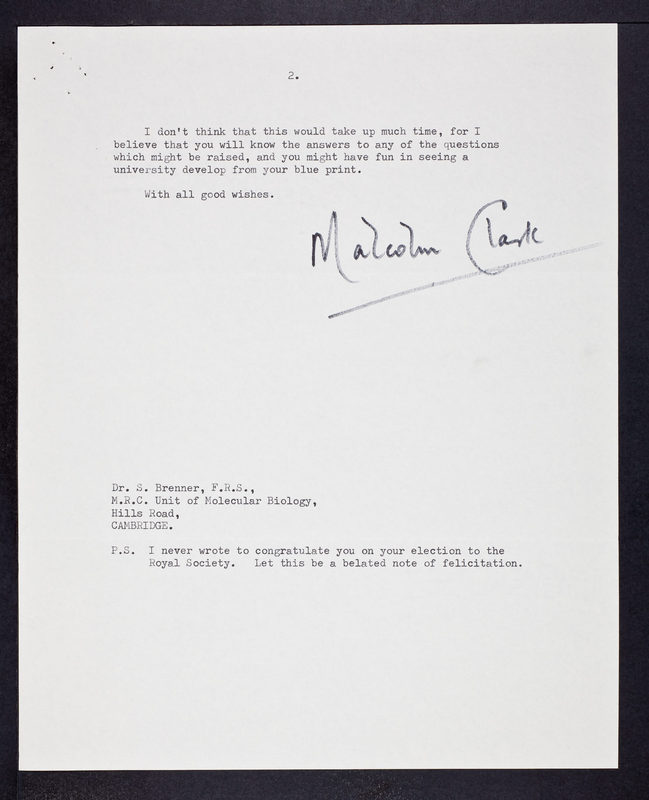 2.
I don't think that this would take up much time, for I
believe that you will know the answers to any of the questions
which might be raised, and you might have fun in seeing a
university develop from your blue print.
With all good wishes.
Malcolm Clark
Dr. S. Brenner, F.R.S.,
M.R.C. Unit of Molecular Biology,
Hills Road,
CAMBRIDGE.
P.S. I never wrote to congratulate you on your election to the
Royal Society. Let this be a belated note of felicitation.